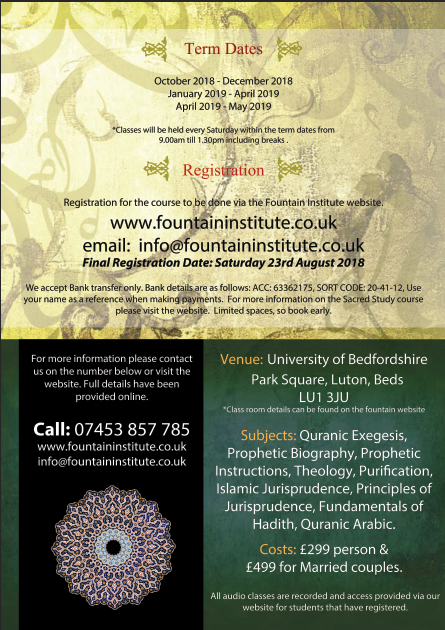 Term Dates
October 2018 - December 2018
January 2019 - April 2019
April 2019 - May 2019
*Classes will be held every Saturday within the term dates from
9.00am till 1.30pm including breaks .
Registration
Registration for the course to be done via the Fountain Institute website.
www.fountaininstitute.co.uk
email: info@fountaininstitute.co.uk
Final Registration Date: Saturday 23rd August 2018
We accept Bank transfer only. Bank details are as follows: ACC: 63362175, SORT CODE: 20-41-12, Use
your name as a reference when making payments. For more information on the Sacred Study course
please visit the website. Limited spaces, so book early.
For more information please contact
us on the number below or visit the
website. Full details have been
provided online.
Call: 07453 857 785
www.fountaininstitute.co.uk
info@fountaininstitute.co.uk
Venue: University of Bedfordshire
Park Square, Luton, Beds
LU1 3JU
*Class room details can be found on the fountain website
Subjects: Quranic Exegesis,
Prophetic Biography, Prophetic
Instructions, Theology, Purification,
Islamic Jurisprudence, Principles of
Jurisprudence, Fundamentals of
Hadith, Quranic Arabic.
Costs: £299 person &
£499 for Married couples.
All audio classes are recorded and access provided via our
website for students that have registered.